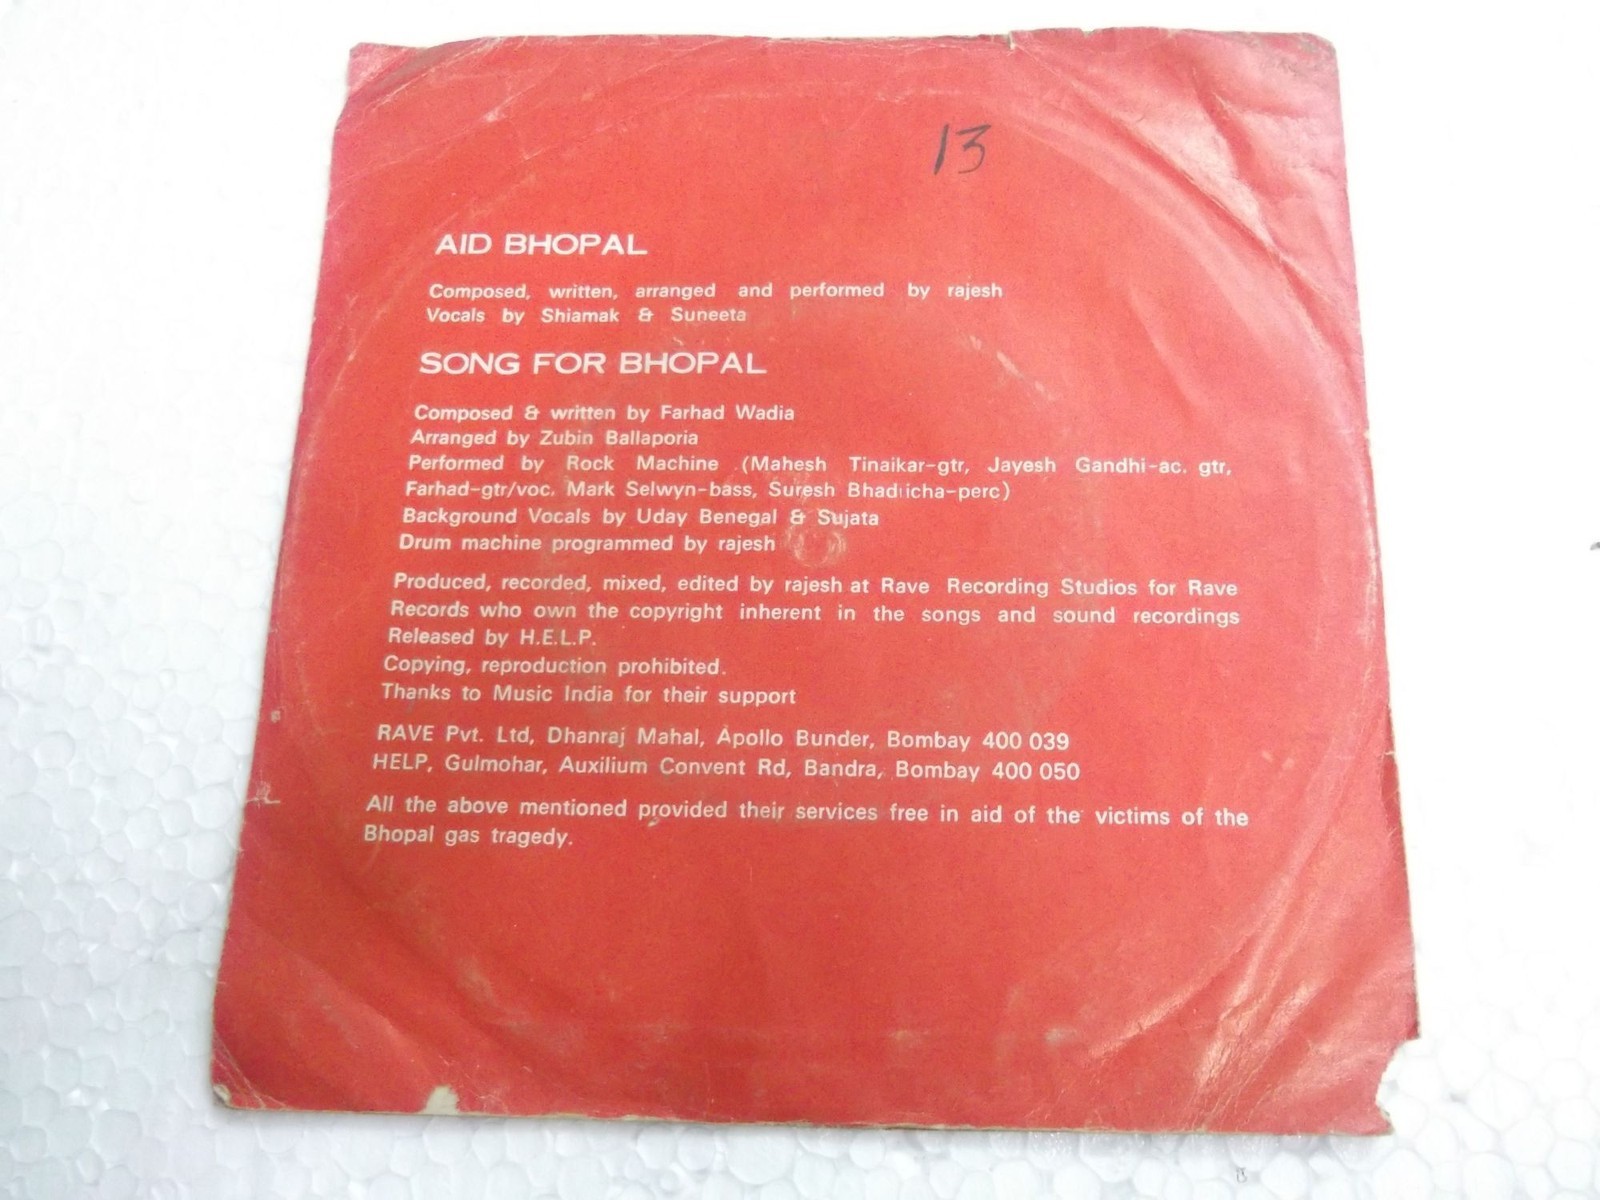 13
AID BHOPAL
Composed, written, arranged and performed by rajesh
Vocals by Shiamak & Suneeta
SONG FOR BHOPAL
Composed & written by Farhad Wadia
Arranged by Zubin Ballaporia
Performed by Rock Machine (Mahesh Tinaikar-gtr, Jayesh Gandhi-ac. gtr,
Farhad-gtr/voc. Mark Selwyn-bass, Suresh
Background Vocals by Uday Benegal & Sujata
Drum machine programmed by rajesh
Produced, recorded, mixed, edited by rajesh at Rave Recording Studios for Rave
Records who own the copyright inherent in the songs and sound recordings
Released by H.E.L.P.
Copying, reproduction prohibited.
Thanks to Music India for their support
RAVE Pvt. Ltd, Dhanraj Mahal, Apollo Bunder, Bombay 400 039
HELP, Gulmohar, Auxilium Convent Rd, Bandra, Bombay 400 050
All the above mentioned provided their services free in aid of the victims of the
Bhopal gas tragedy.